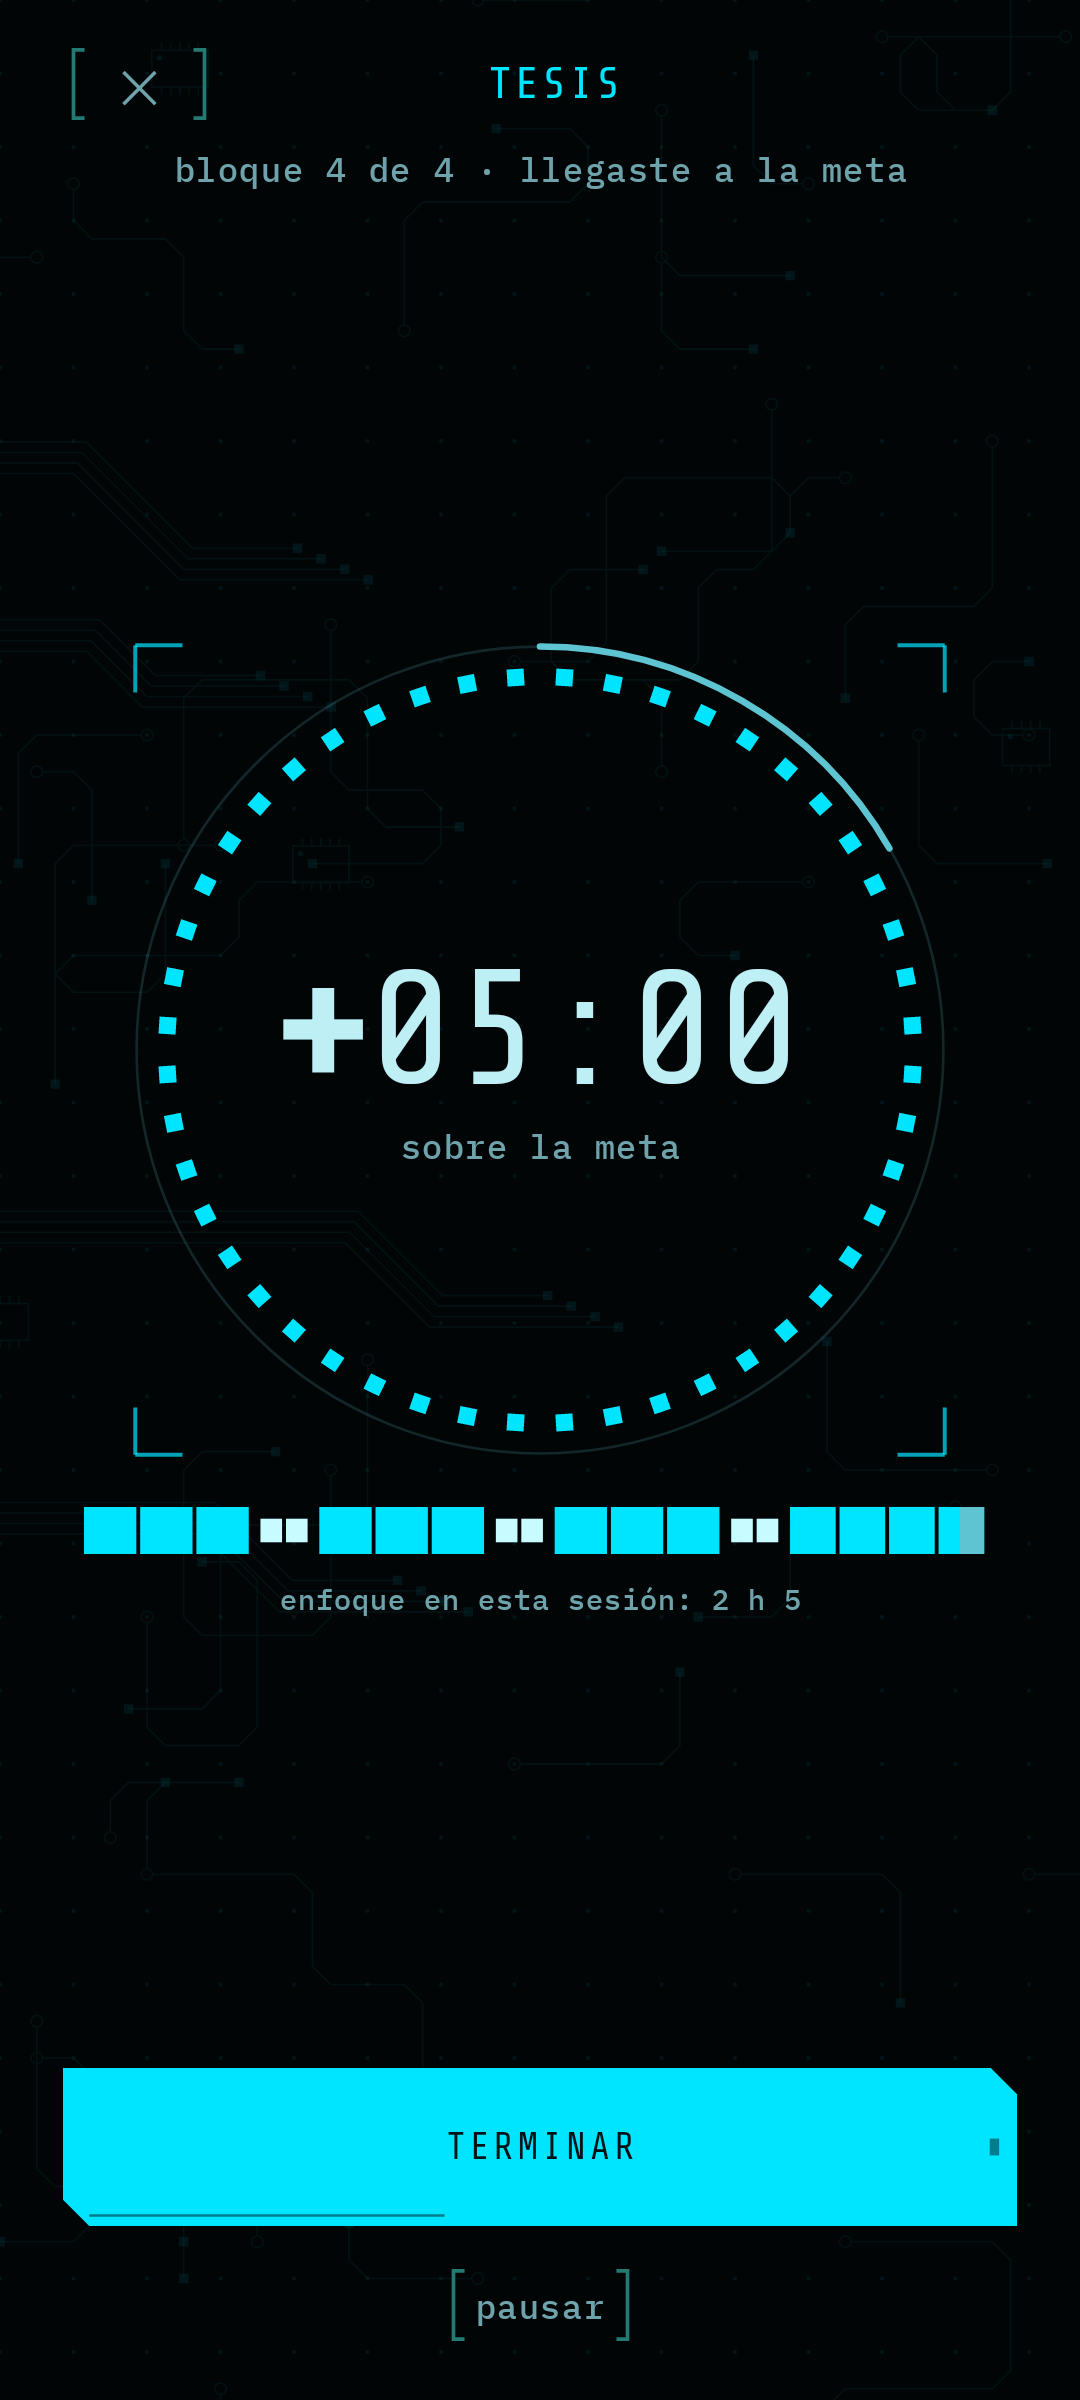 TESIS
bloque 4 de 4 · llegaste a la meta
+05:00
sobre la meta
enfoque en esta sesión: 2 h 5
TERMINAR
[pausar]